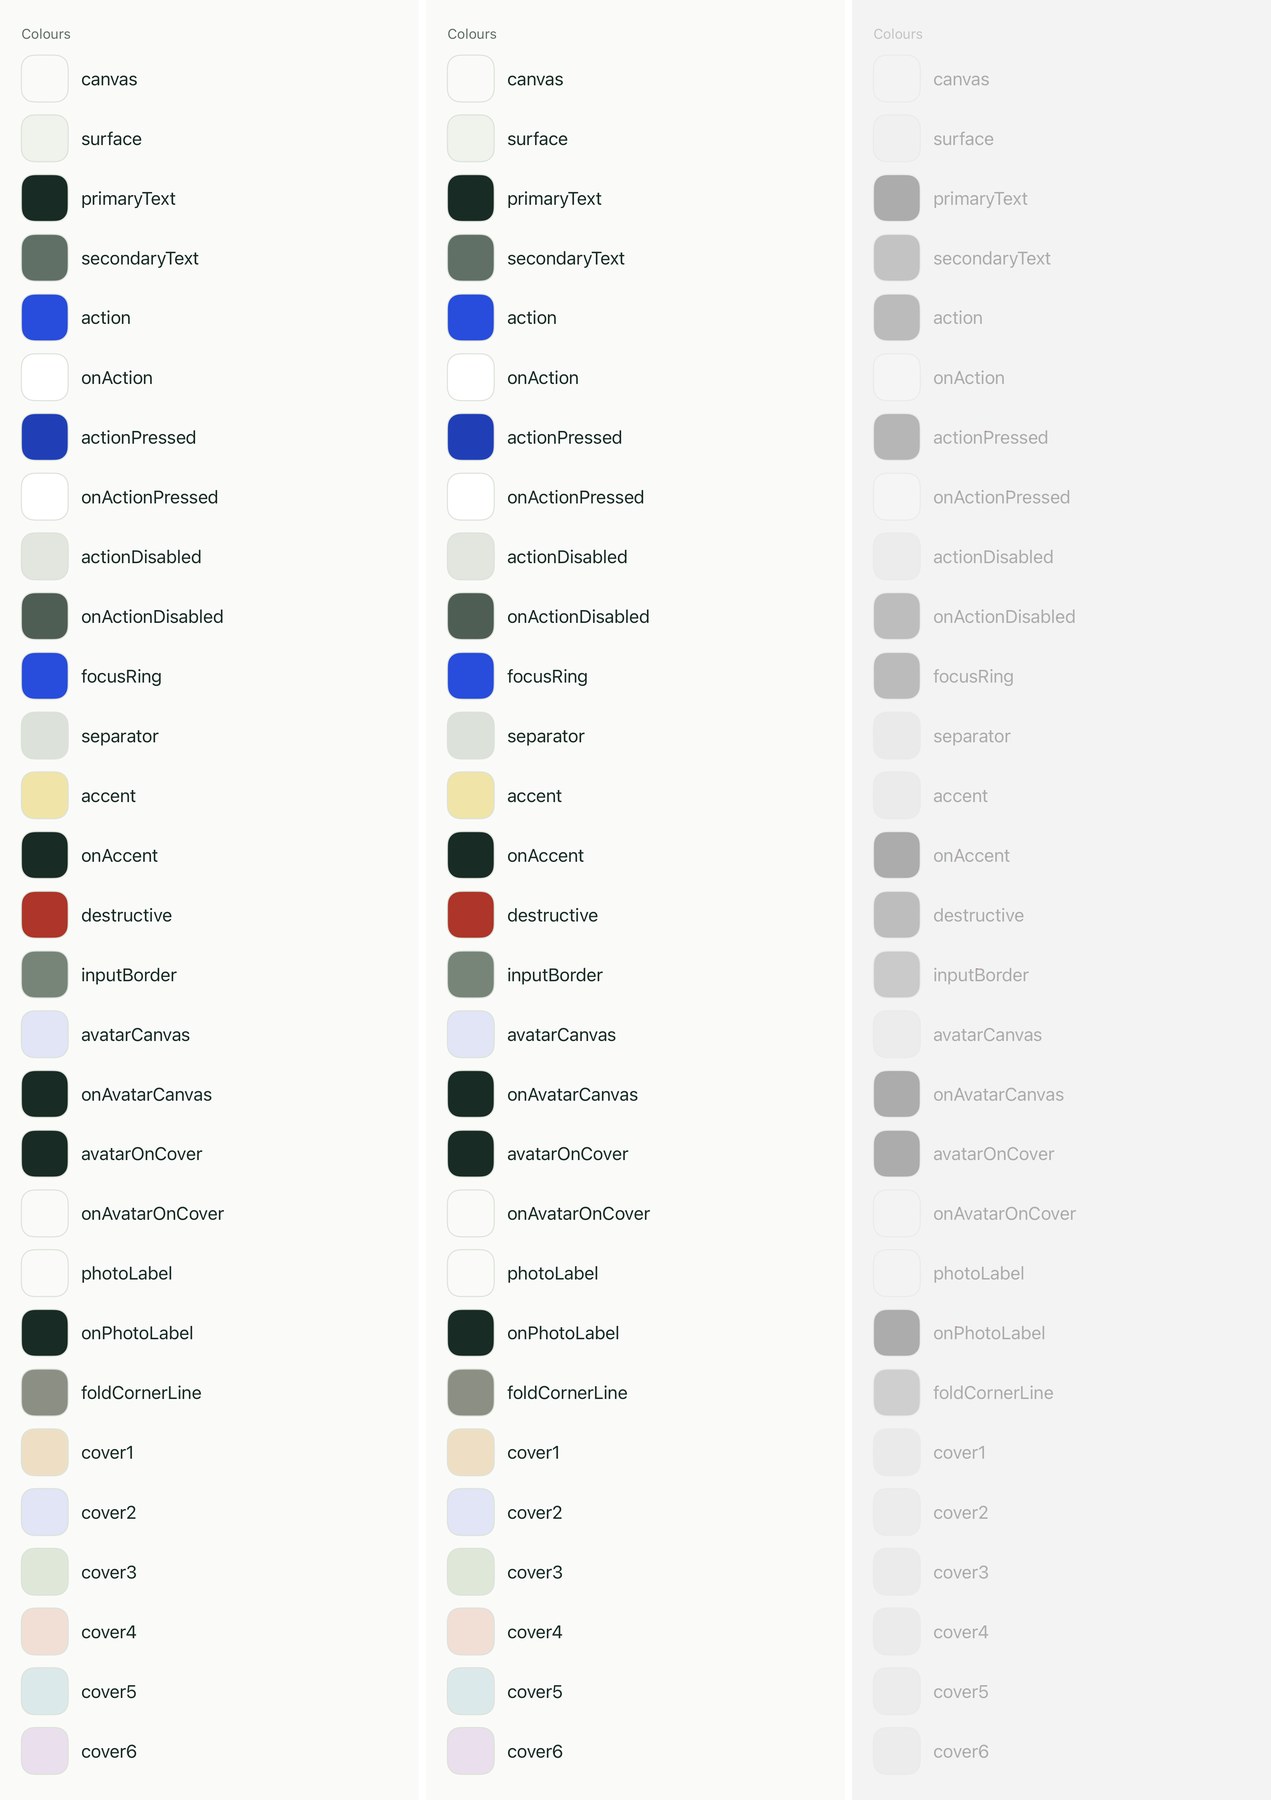 Colours
canvas
surface
primaryText
secondaryText
action
onAction
actionPressed
onActionPressed
actionDisabled
onActionDisabled
focusRing
separator
accent
onAccent
destructive
inputBorder
avatarCanvas
onAvatarCanvas
avatarOnCover
onAvatarOnCover
photoLabel
onPhotoLabel
foldCornerLine
cover1
cover2
cover3
cover4
cover5
cover6
Colours
canvas
surface
primaryText
secondaryText
action
onAction
actionPressed
onActionPressed
actionDisabled
onActionDisabled
focusRing
separator
accent
onAccent
destructive
inputBorder
avatarCanvas
onAvatarCanvas
avatarOnCover
onAvatarOnCover
photoLabel
onPhotoLabel
foldCornerLine
cover1
cover2
cover3
cover4
cover5
cover6
Colours
canvas
surface
primaryText
secondaryText
action
onAction
actionPressed
onActionPressed
actionDisabled
onActionDisabled
focusRing
separator
accent
onAccent
destructive
inputBorder
avatarCanvas
onAvatarCanvas
avatarOnCover
onAvatarOnCover
photoLabel
onPhotoLabel
foldCornerLine
cover1
cover2
cover3
cover4
cover5
cover6